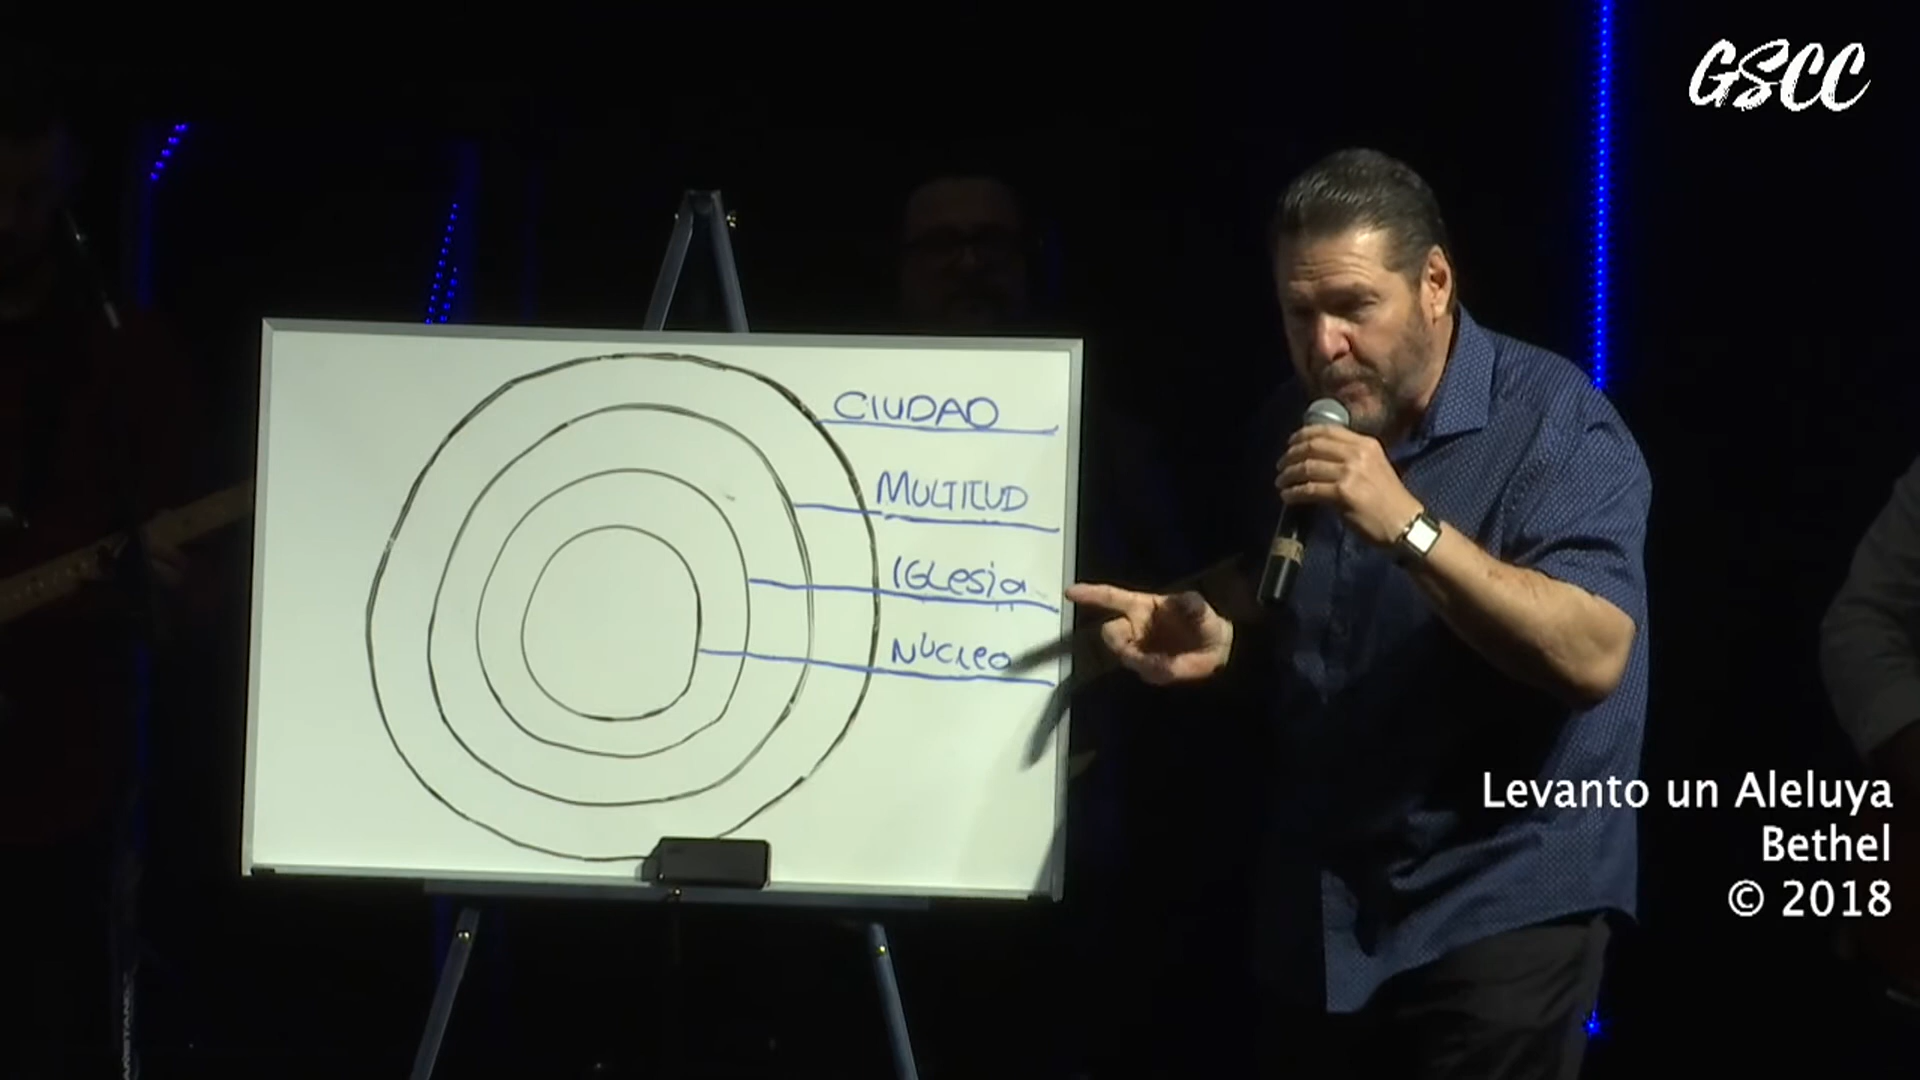 GSCC
CIUDAD
MULTITUD
IGLesia
NUCLEO
Levanto un Aleluya
Bethel
© 2018